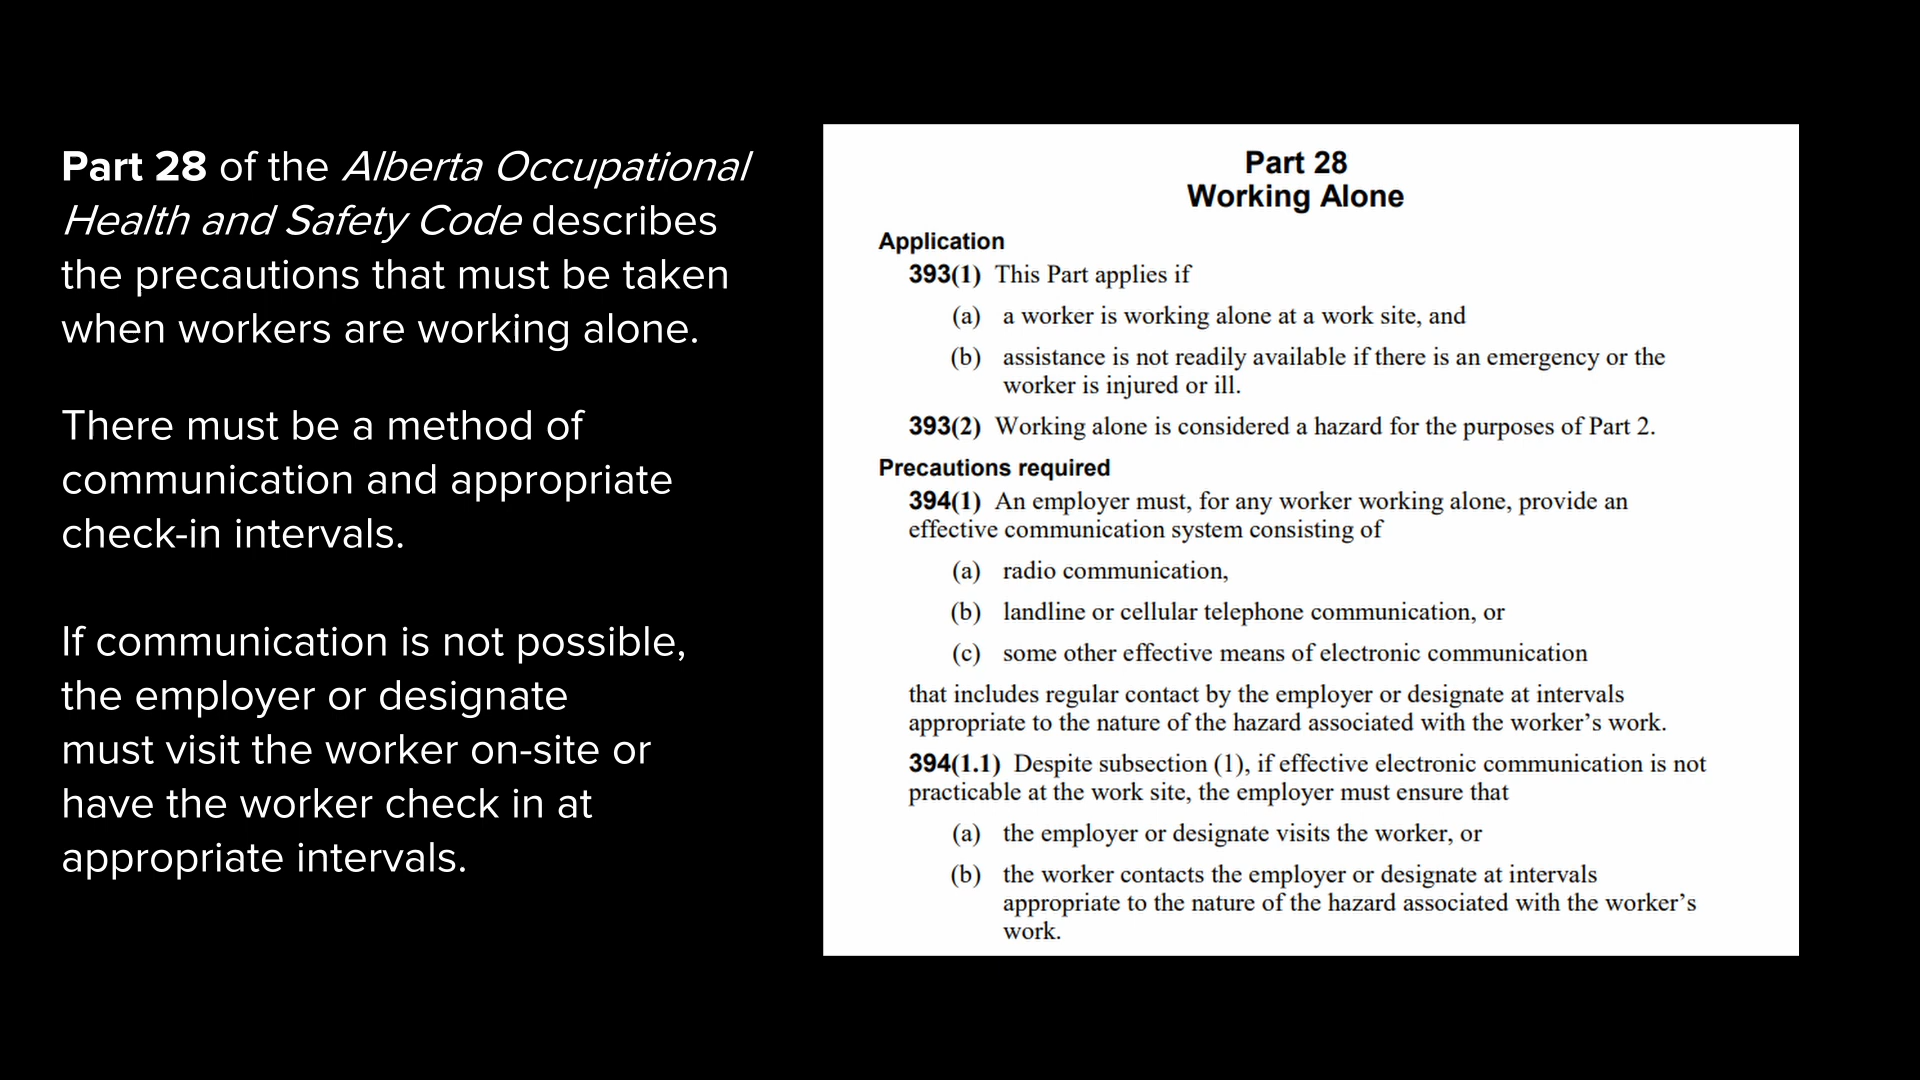 Part 28 of the Alberta Occupational
Health and Safety Code describes
the precautions that must be taken
when workers are working alone.
There must be a method of
communication and appropriate
check-in intervals.
If communication is not possible,
the employer or designate
must visit the worker on-site or
have the worker check in at
appropriate intervals.
Part 28
Working Alone
Application
393(1) This Part applies if
(a) a worker is working alone at a work site, and
(b) assistance is not readily available if there is an emergency or the
worker is injured or ill.
393(2) Working alone is considered a hazard for the purposes of Part 2.
Precautions required
394(1) An employer must, for any worker working alone, provide an
effective communication system consisting of
(a) radio communication,
(b) landline or cellular telephone communication, or
(c) some other effective means of electronic communication
that includes regular contact by the employer or designate at intervals
appropriate to the nature of the hazard associated with the worker’s work.
394(1.1) Despite subsection (1), if effective electronic communication is not
practicable at the work site, the employer must ensure that
(a) the employer or designate visits the worker, or
(b) the worker contacts the employer or designate at intervals
appropriate to the nature of the hazard associated with the worker’s
work.